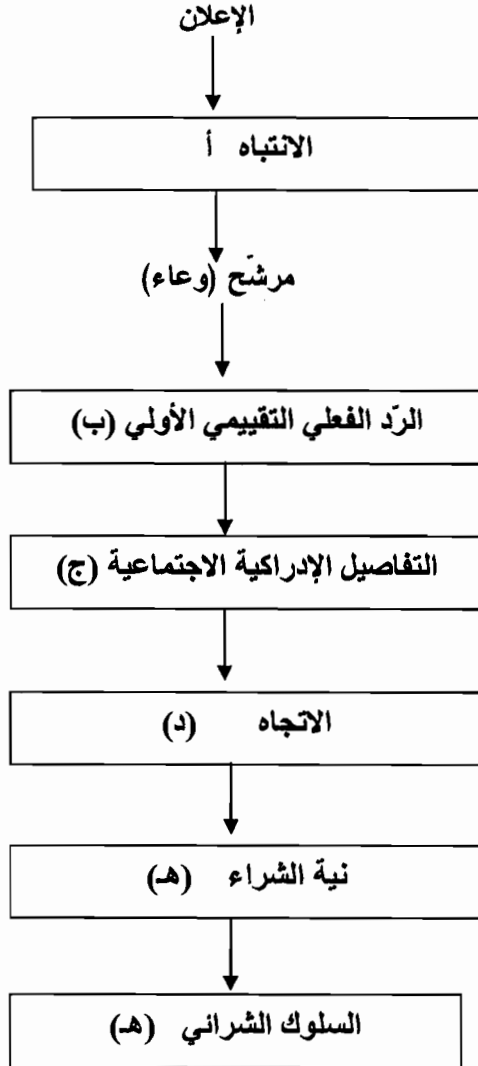 الإعلان
الانتباه أ
مرشّح (وعاء)
الرّد الفعلي التقييمي الأولي (ب)
التفاصيل الإدراكية الاجتماعية (ج)
الاتجاه (د)
نية الشراء (هـ)
السلوك الشرائي (هـ)